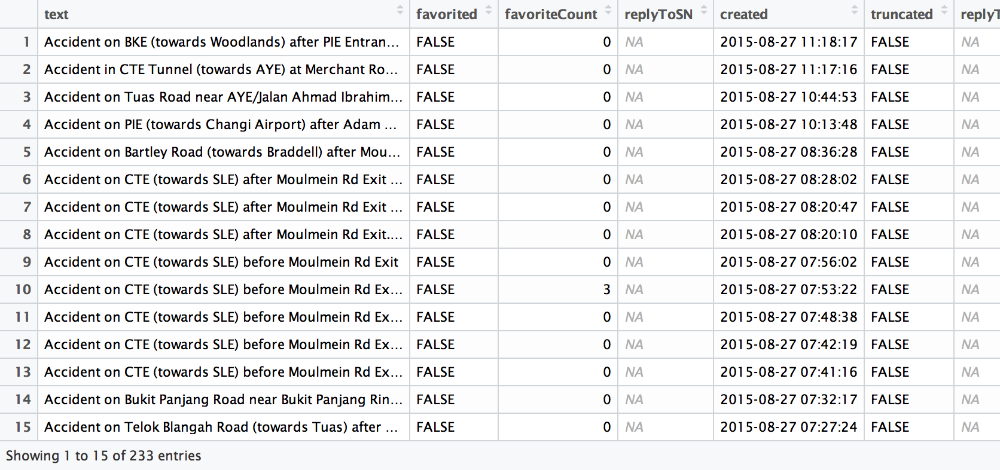 text favorited favoriteCount replyToSN created truncated replyT
1 Accident on BKE (towards Woodlands) after PIE Entran... FALSE 0 NA 2015-08-27 11:18:17 FALSE NA
2 Accident in CTE Tunnel (towards AYE) at Merchant Ro... FALSE 0 NA 2015-08-27 11:17:16 FALSE NA
3 Accident on Tuas Road near AYE/Jalan Ahmad Ibrahim... FALSE 0 NA 2015-08-27 10:44:53 FALSE NA
4 Accident on PIE (towards Changi Airport) after Adam ... FALSE 0 NA 2015-08-27 10:13:48 FALSE NA
5 Accident on Bartley Road (towards Braddell) after Mou... FALSE 0 NA 2015-08-27 08:36:28 FALSE NA
6 Accident on CTE (towards SLE) after Moulmein Rd Exit ... FALSE 0 NA 2015-08-27 08:28:02 FALSE NA
7 Accident on CTE (towards SLE) after Moulmein Rd Exit ... FALSE 0 NA 2015-08-27 08:20:47 FALSE NA
8 Accident on CTE (towards SLE) after Moulmein Rd Exit.... FALSE 0 NA 2015-08-27 08:20:10 FALSE NA
9 Accident on CTE (towards SLE) before Moulmein Rd Exit FALSE 0 NA 2015-08-27 07:56:02 FALSE NA
10 Accident on CTE (towards SLE) before Moulmein Rd Ex... FALSE 3 NA 2015-08-27 07:53:22 FALSE NA
11 Accident on CTE (towards SLE) before Moulmein Rd Ex... FALSE 0 NA 2015-08-27 07:48:38 FALSE NA
12 Accident on CTE (towards SLE) before Moulmein Rd Ex... FALSE 0 NA 2015-08-27 07:42:19 FALSE NA
13 Accident on CTE (towards SLE) before Moulmein Rd Ex... FALSE 0 NA 2015-08-27 07:41:16 FALSE NA
14 Accident on Bukit Panjang Road near Bukit Panjang Rin... FALSE 0 NA 2015-08-27 07:32:17 FALSE NA
15 Accident on Telok Blangah Road (towards Tuas) after ... FALSE 0 NA 2015-08-27 07:27:24 FALSE NA
Showing 1 to 15 of 233 entries